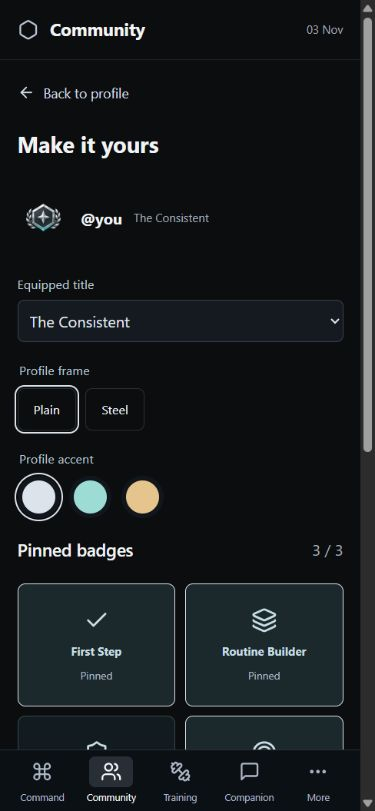 Community
03 Nov
Back to profile
Make it yours
@you The Consistent
Equipped title
The Consistent
Profile frame
Plain
Steel
Profile accent
Pinned badges
3 / 3
First Step
Pinned
Routine Builder
Pinned
Command
Community
Training
Companion
More